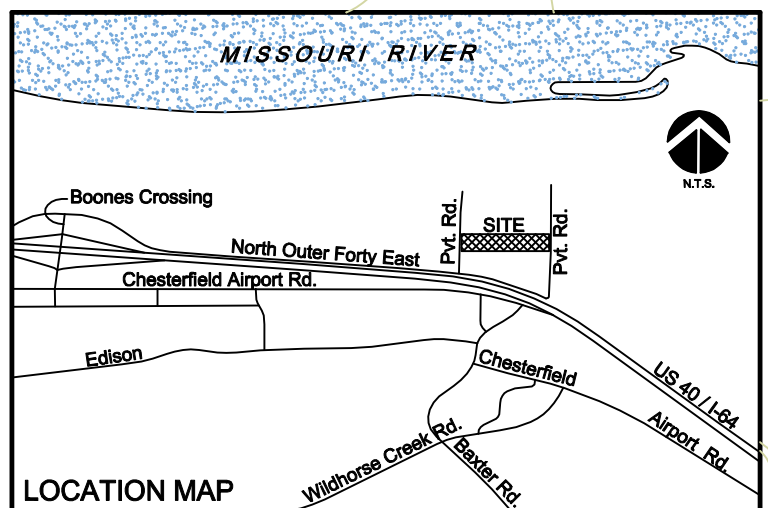 MISSOURI RIVER
N.T.S.
Boones Crossing
Pvt. Rd.
SITE
Pvt. Rd.
North Outer Forty East
Chesterfield Airport Rd.
Edison
Chesterfield
US 40 / I-64
Airport Rd.
Wildhorse Creek Rd.
Baxter Rd.
LOCATION MAP